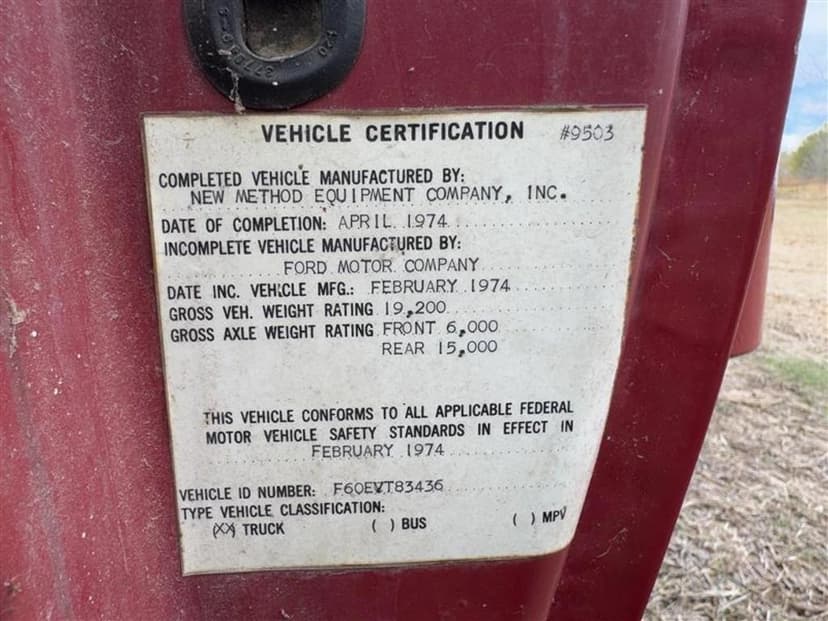 VEHICLE CERTIFICATION #9503
COMPLETED VEHICLE MANUFACTURED BY:
NEW METHOD EQUIPMENT COMPANY, INC.
DATE OF COMPLETION: APRIL 1974
INCOMPLETE VEHICLE MANUFACTURED BY:
FORD MOTOR COMPANY
DATE INC. VEHICLE MFG.: FEBRUARY 1974
GROSS VEH. WEIGHT RATING 19,200
GROSS AXLE WEIGHT RATING FRONT 6,000
REAR 15,000
THIS VEHICLE CONFORMS TO ALL APPLICABLE FEDERAL
MOTOR VEHICLE SAFETY STANDARDS IN EFFECT IN
FEBRUARY 1974
VEHICLE ID NUMBER: F60EVT83436
TYPE VEHICLE CLASSIFICATION:
(XX) TRUCK ( ) BUS ( ) MPV